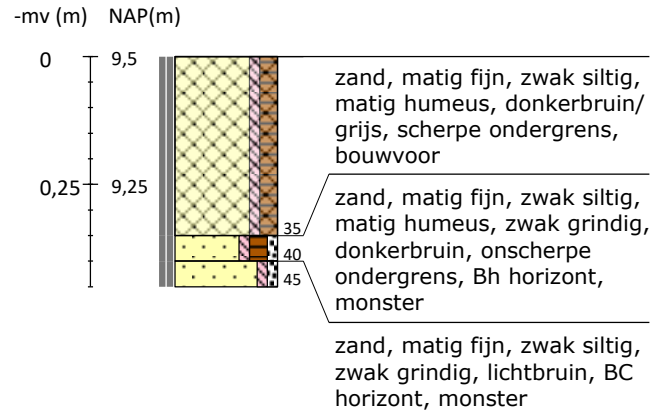 -mv (m) NAP(m)
0 9,5
zand, matig fijn, zwak siltig,
matig humeus, donkerbruin/
grijs, scherpe ondergrens,
bouwvoor
0,25 9,25
35
zand, matig fijn, zwak siltig,
matig humeus, zwak grindig,
donkerbruin, onscherpe
ondergrens, Bh horizont,
monster
40
45
zand, matig fijn, zwak siltig,
zwak grindig, lichtbruin, BC
horizont, monster